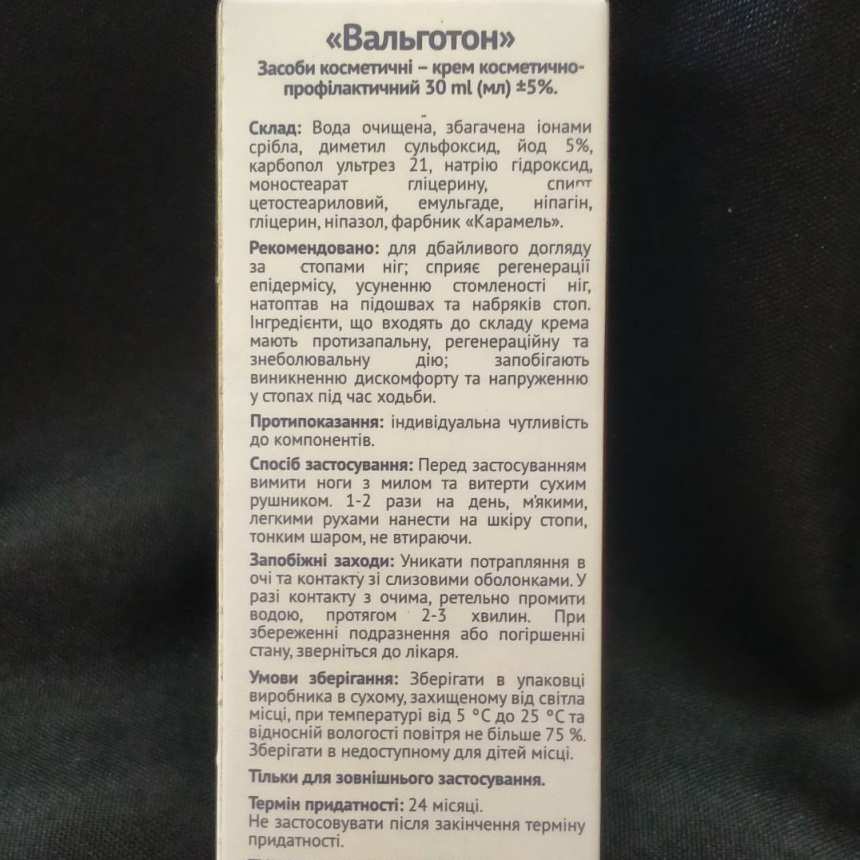 «Вальготон»
Засоби косметичні – крем косметично-
профілактичний 30 ml (мл) ±5%.
Склад: Вода очищена, збагачена іонами
срібла, диметил сульфоксид, йод 5%,
карбопол ультрез 21, натрію гідроксид,
моностеарат гліцерину, спирт
цетостеариловий, емульгаде, ніпагін,
гліцерин, ніпазол, фарбник «Карамель».
Рекомендовано: для дбайливого догляду
за стопами ніг; сприяє регенерації
епідермісу, усуненню стомленості ніг,
натоптав на підошвах та набряків стоп.
Інгредієнти, що входять до складу крема
мають протизапальну, регенераційну та
знеболювальну дію; запобігають
виникненню дискомфорту та напруженню
у стопах під час ходьби.
Протипоказання: індивідуальна чутливість
до компонентів.
Спосіб застосування: Перед застосуванням
вимити ноги з милом та витерти сухим
рушником. 1-2 рази на день, м'якими,
легкими рухами нанести на шкіру стопи,
тонким шаром, не втираючи.
Запобіжні заходи: Уникати потрапляння в
очі та контакту зі слизовими оболонками. У
разі контакту з очима, ретельно промити
водою, протягом 2-3 хвилин. При
збереженні подразнення або погіршенні
стану, зверніться до лікаря.
Умови зберігання: Зберігати в упаковці
виробника в сухому, захищеному від світла
місці, при температурі від 5 °C до 25 °C та
відносній вологості повітря не більше 75 %.
Зберігати в недоступному для дітей місці.
Тільки для зовнішнього застосування.
Термін придатності: 24 місяці.
Не застосовувати після закінчення терміну
придатності.